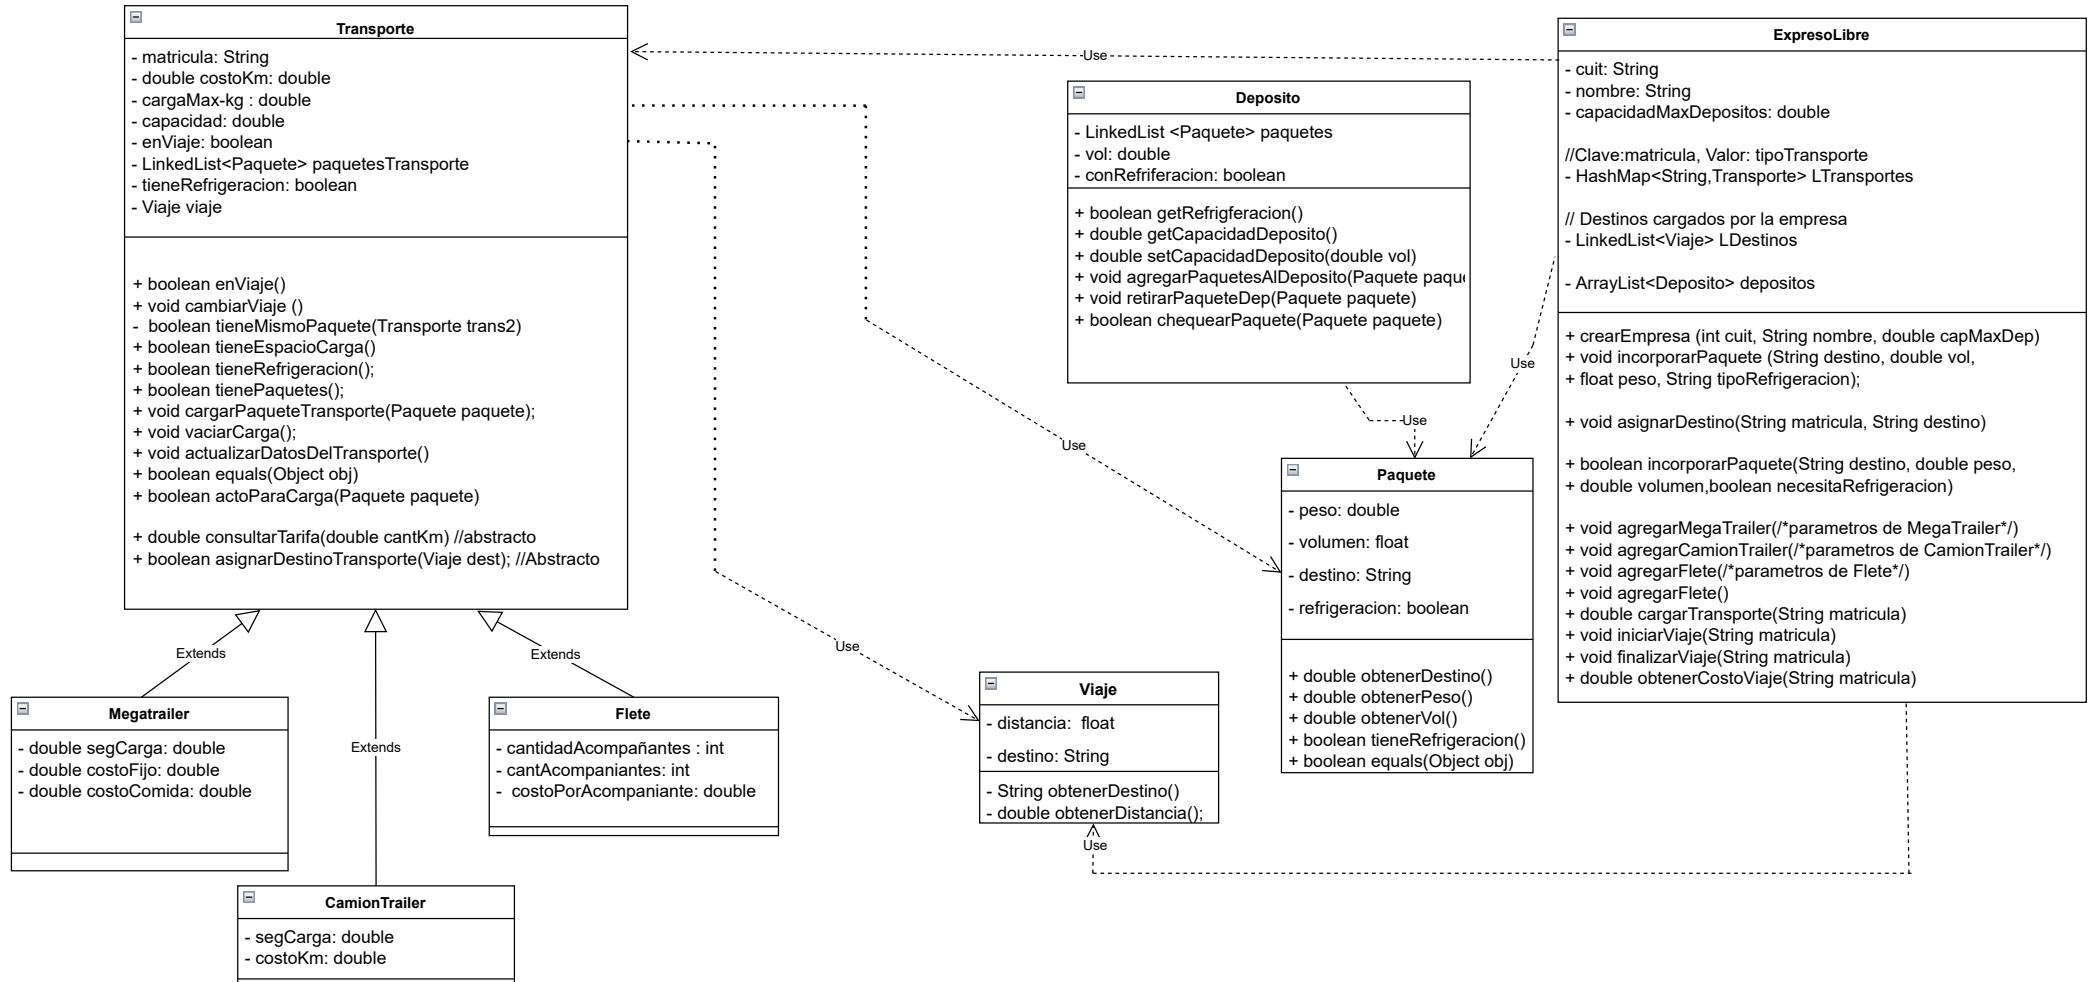 Transporte
- matricula: String
- double costoKm: double
- cargaMax-kg : double
- capacidad: double
- enViaje: boolean
- LinkedList<Paquete> paquetesTransporte
- tieneRefrigeracion: boolean
- Viaje viaje
+ boolean enViaje()
+ void cambiarViaje ()
-  boolean tieneMismoPaquete(Transporte trans2)
+ boolean tieneEspacioCarga()
+ boolean tieneRefrigeracion();
+ boolean tienePaquetes();
+ void cargarPaqueteTransporte(Paquete paquete);
+ void vaciarCarga();
+ void actualizarDatosDelTransporte()
+ boolean equals(Object obj)
+ boolean actoParaCarga(Paquete paquete)
+ double consultarTarifa(double cantKm) //abstracto
+ boolean asignarDestinoTransporte(Viaje dest); //Abstracto
Use
Deposito
- LinkedList <Paquete> paquetes
- vol: double
- conRefriferacion: boolean
+ boolean getRefrigferacion()
+ double getCapacidadDeposito()
+ double setCapacidadDeposito(double vol)
+ void agregarPaquetesAlDeposito(Paquete paque
+ void retirarPaqueteDep(Paquete paquete)
+ boolean chequearPaquete(Paquete paquete)
ExpresoLibre
- cuit: String
- nombre: String
- capacidadMaxDepositos: double
//Clave:matricula, Valor: tipoTransporte
- HashMap<String,Transporte> LTransportes
// Destinos cargados por la empresa
- LinkedList<Viaje> LDestinos
- ArrayList<Deposito> depositos
+ crearEmpresa (int cuit, String nombre, double capMaxDep)
+ void incorporarPaquete (String destino, double vol,
+ float peso, String tipoRefrigeracion);
+ void asignarDestino(String matricula, String destino)
+ boolean incorporarPaquete(String destino, double peso,
+ double volumen,boolean necesitaRefrigeracion)
+ void agregarMegaTrailer(/*parametros de MegaTrailer*/)
+ void agregarCamionTrailer(/*parametros de CamionTrailer*/)
+ void agregarFlete(/*parametros de Flete*/)
+ void agregarFlete()
+ double cargarTransporte(String matricula)
+ void iniciarViaje(String matricula)
+ void finalizarViaje(String matricula)
+ double obtenerCostoViaje(String matricula)
Use
Use
Use
Paquete
- peso: double
- volumen: float
- destino: String
- refrigeracion: boolean
+ double obtenerDestino()
+ double obtenerPeso()
+ double obtenerVol()
+ boolean tieneRefrigeracion()
+ boolean equals(Object obj)
Use
Viaje
- distancia:  float
- destino: String
- String obtenerDestino()
- double obtenerDistancia();
Use
Extends
Extends
Extends
Megatrailer
- double segCarga: double
- double costoFijo: double
- double costoComida: double
Flete
- cantidadAcompañantes : int
- cantAcompaniantes: int
-  costoPorAcompaniante: double
CamionTrailer
- segCarga: double
- costoKm: double